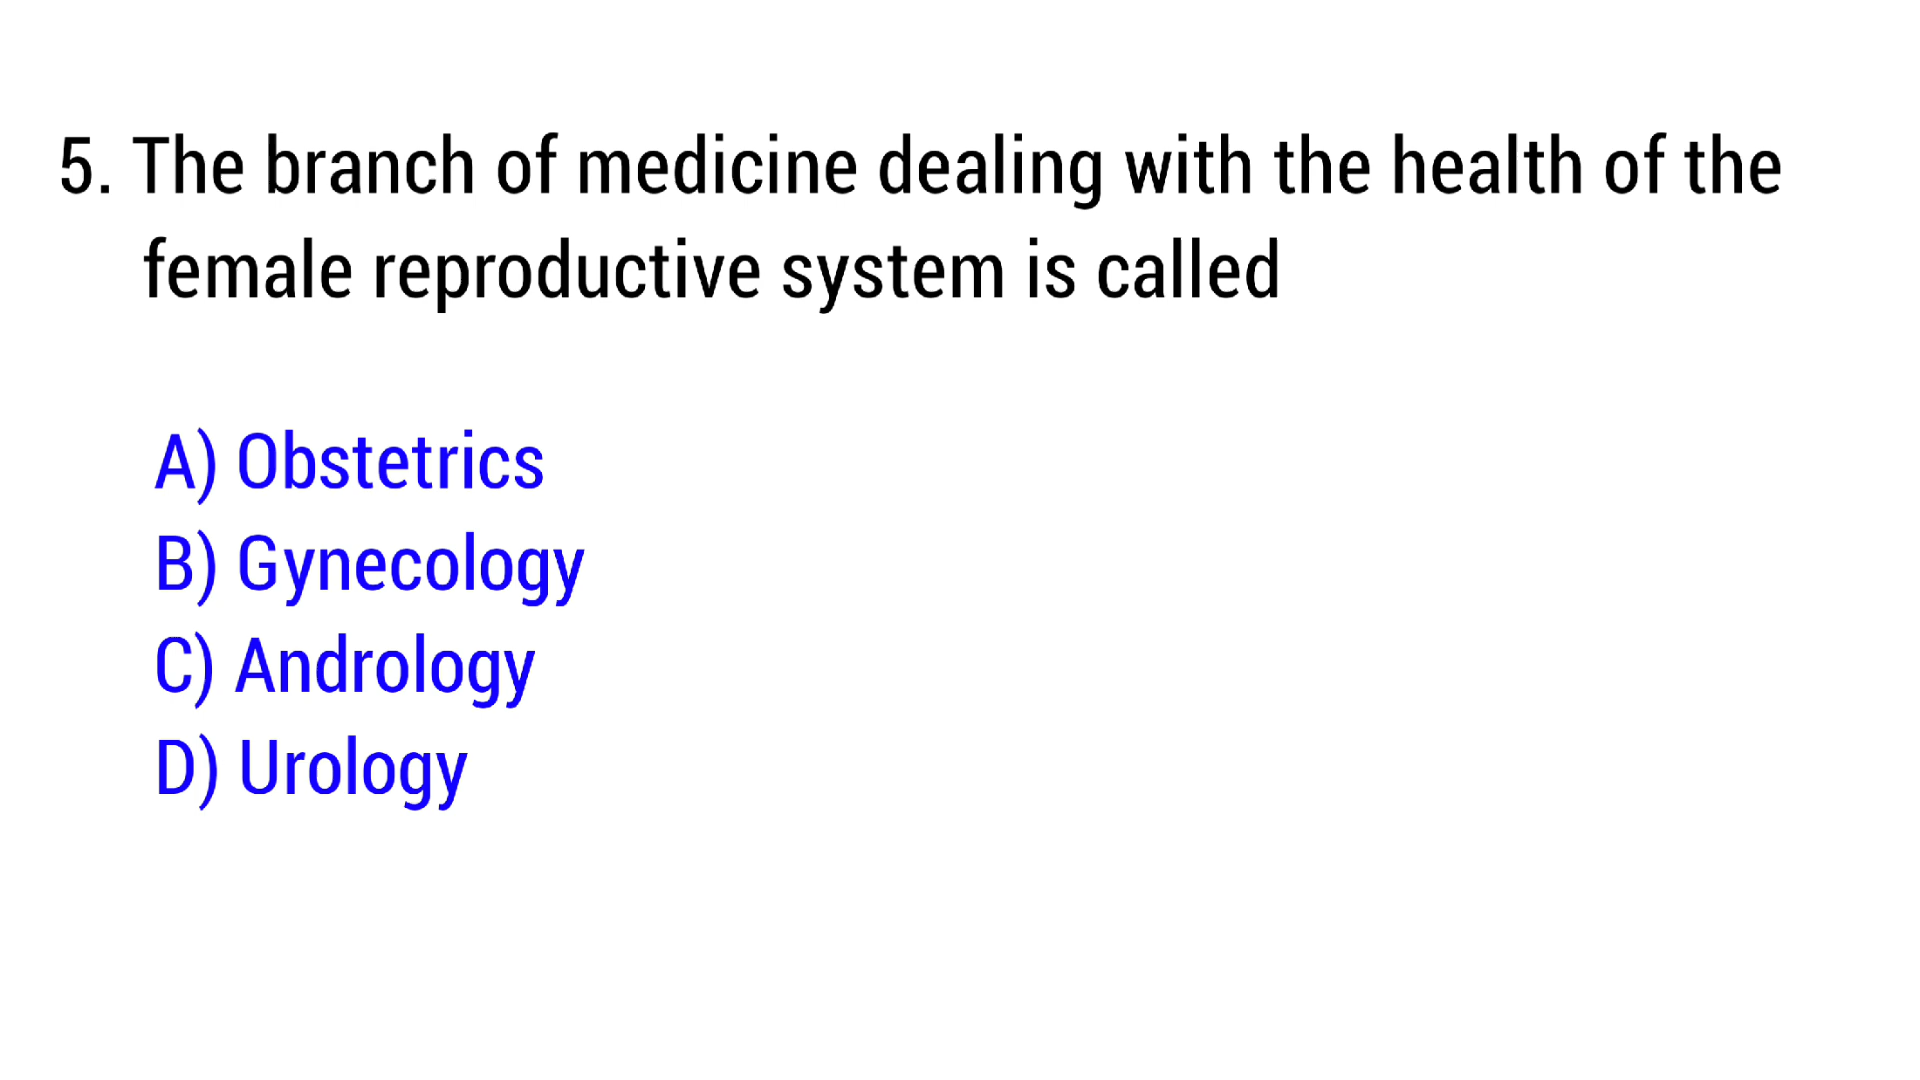 5. The branch of medicine dealing with the health of the
female reproductive system is called
A) Obstetrics
B) Gynecology
C) Andrology
D) Urology